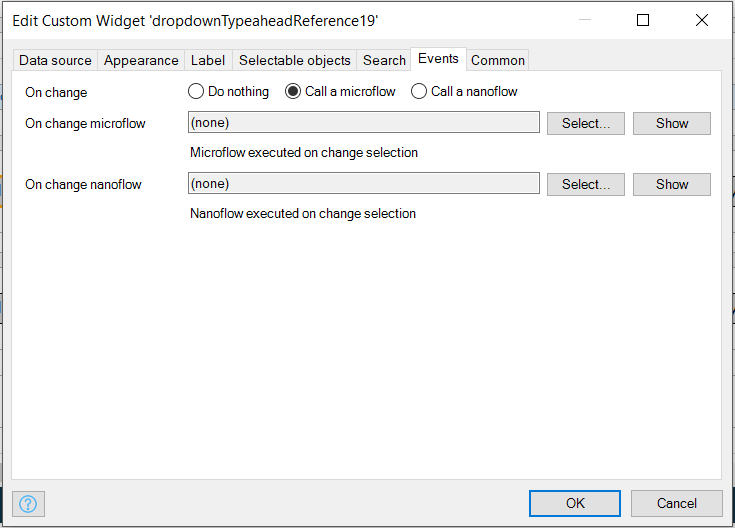 Edit Custom Widget 'dropdownTypeaheadReference19'
Data source Appearance Label Selectable objects Search Events Common
On change Do nothing Call a microflow Call a nanoflow
On change microflow (none) Select... Show
Microflow executed on change selection
On change nanoflow (none) Select... Show
Nanoflow executed on change selection
? OK Cancel